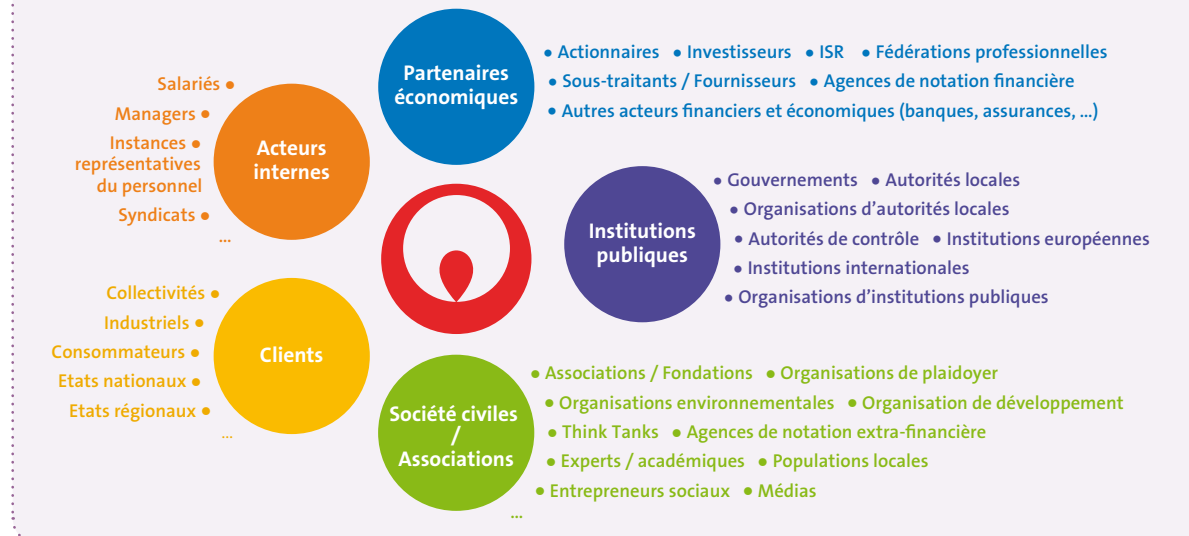 Partenaires
économiques
• Actionnaires • Investisseurs • ISR • Fédérations professionnelles
• Sous-traitants / Fournisseurs • Agences de notation financière
• Autres acteurs financiers et économiques (banques, assurances, ...)
Salariés •
Managers •
Instances •
représentatives
du personnel
Syndicats •
...
Acteurs
internes
Institutions
publiques
• Gouvernements • Autorités locales
• Organisations d'autorités locales
• Autorités de contrôle • Institutions européennes
• Institutions internationales
• Organisations d'institutions publiques
Collectivités •
Industriels •
Consommateurs •
Etats nationaux •
Etats régionaux •
...
Clients
Société civiles
/
Associations
• Associations / Fondations • Organisations de plaidoyer
• Organisations environnementales • Organisation de développement
• Think Tanks • Agences de notation extra-financière
• Experts / académiques • Populations locales
• Entrepreneurs sociaux • Médias
...